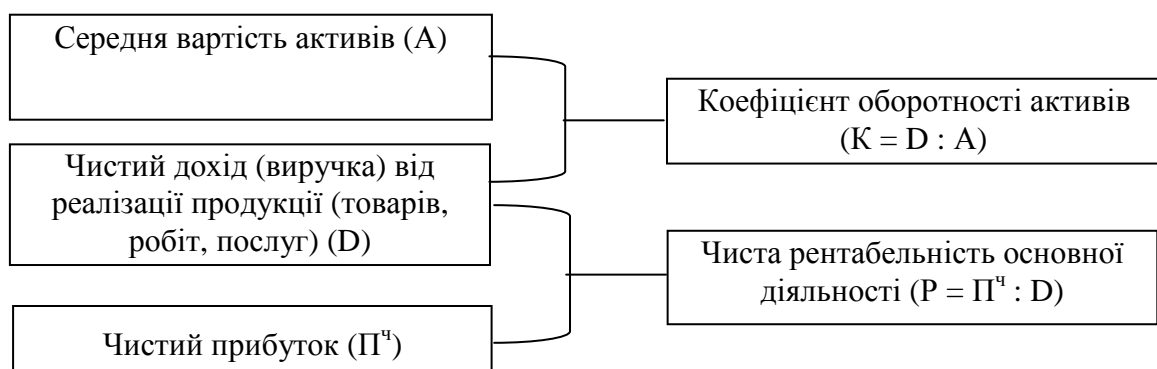 Середня вартість активів (А)
Коефіцієнт оборотності активів
(К = D : А)
Чистий дохід (виручка) від
реалізації продукції (товарів,
робіт, послуг) (D)
Чиста рентабельність основної
діяльності (Р = Пᶜ̌ : D)
Чистий прибуток (Пч)